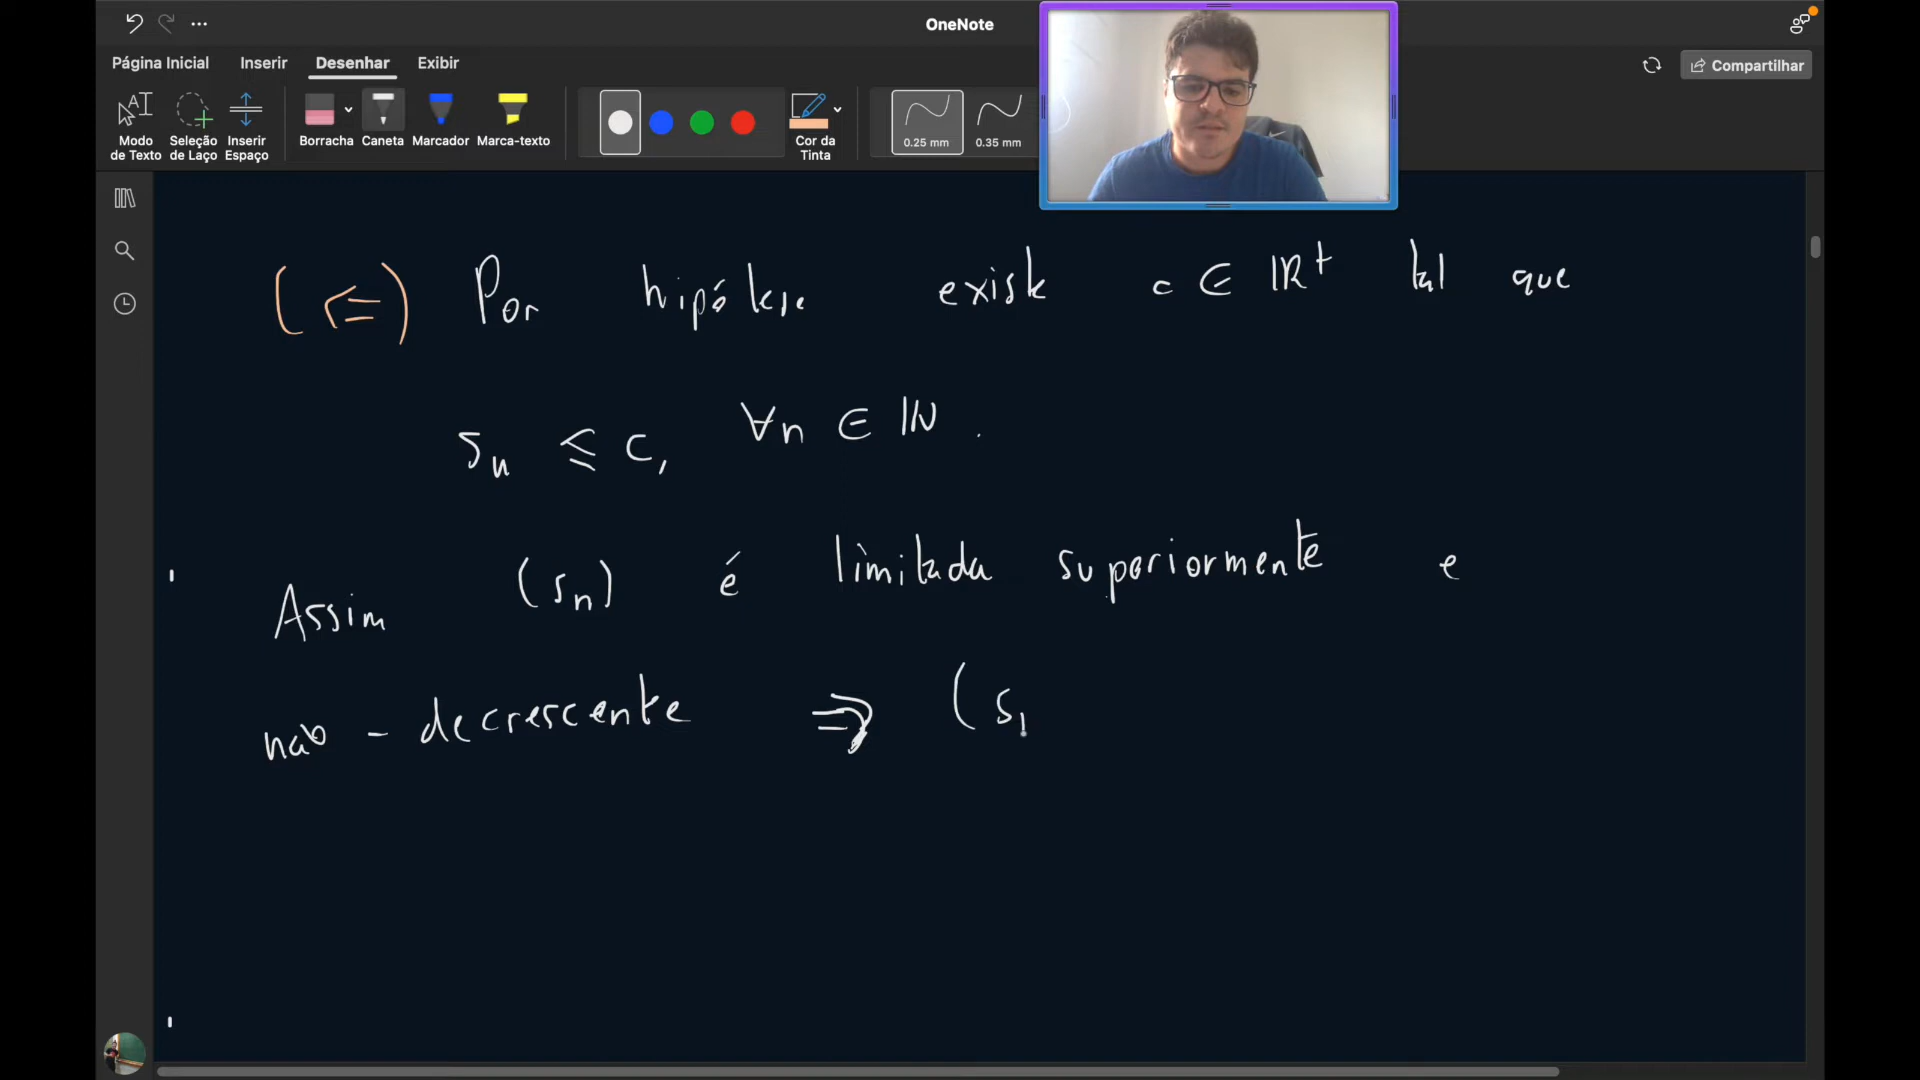 OneNote
Página Inicial Inserir Desenhar Exibir
Compartilhar
Modo de Texto Seleção de Laço Inserir Espaço Borracha Caneta Marcador Marca-texto Cor da Tinta 0.25 mm 0.35 mm
(⇐) Por hipótese existe c ∈ ℝ⁺ tal que
sₙ ≤ c, ∀n ∈ ℕ.
Assim (sₙ) é limitada superiormente e
não - decrescente ⇒ (s